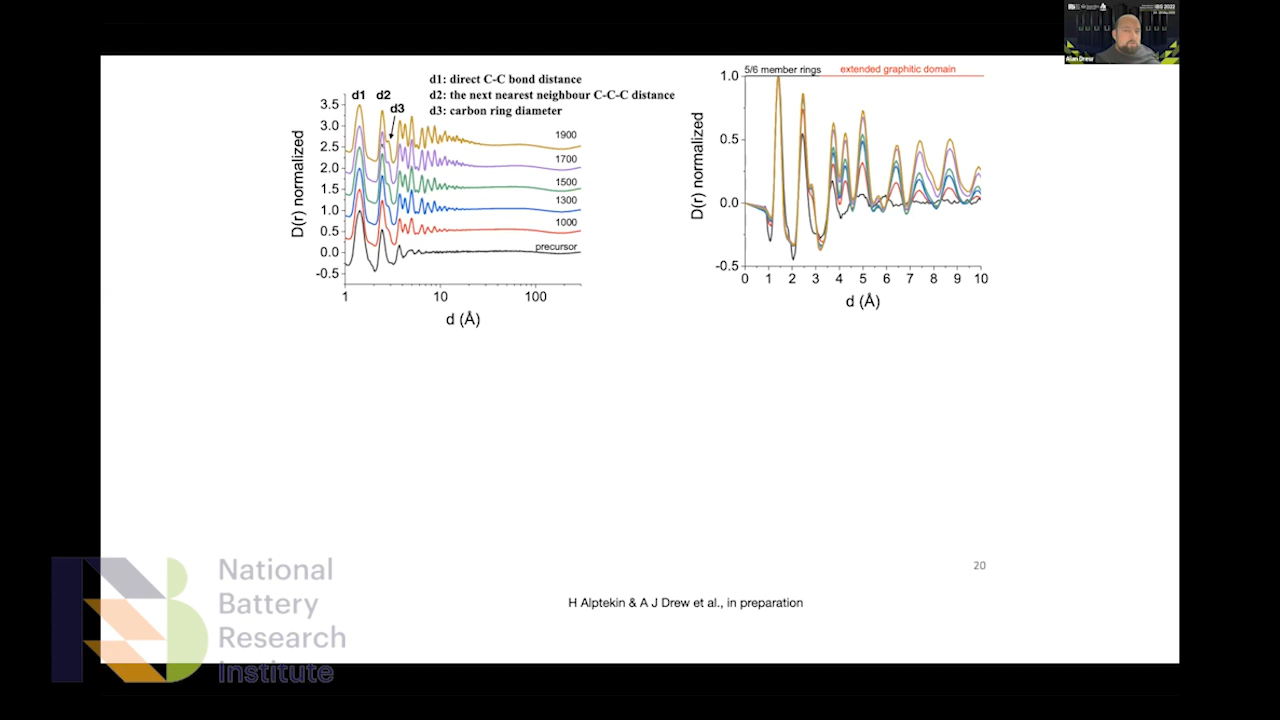 IBS 2022
Alan Drew
d1: direct C-C bond distance
d2: the next nearest neighbour C-C-C distance
d3: carbon ring diameter
d1 d2 d3
3.5
3.0
2.5
2.0
1.5
1.0
0.5
0.0
-0.5
D(r) normalized
1900
1700
1500
1300
1000
precursor
1 10 100
d (Å)
5/6 member rings extended graphitic domain
1.0
0.5
0.0
-0.5
D(r) normalized
0 1 2 3 4 5 6 7 8 9 10
d (Å)
20
H Alptekin & A J Drew et al., in preparation
National
Battery
Research
Institute